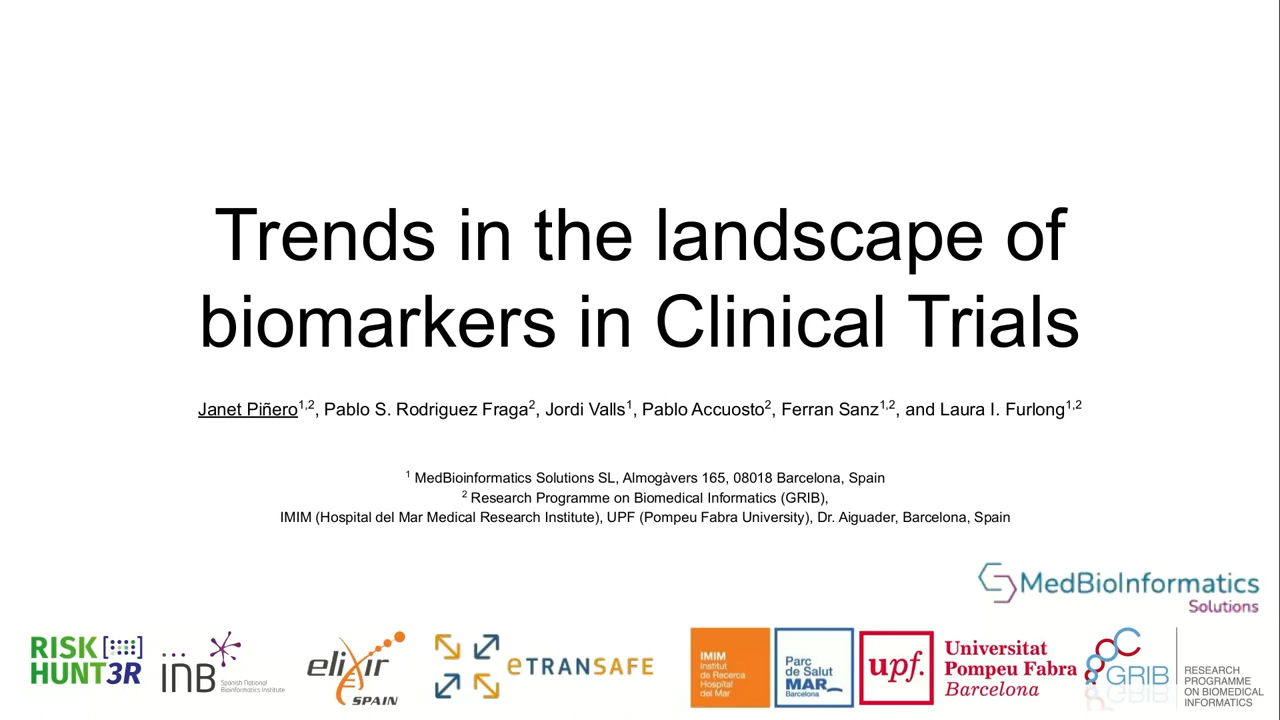 Trends in the landscape of
biomarkers in Clinical Trials
Janet Piñero1,2, Pablo S. Rodriguez Fraga2, Jordi Valls1, Pablo Accuosto2, Ferran Sanz1,2, and Laura I. Furlong1,2
1 MedBioinformatics Solutions SL, Almogàvers 165, 08018 Barcelona, Spain
2 Research Programme on Biomedical Informatics (GRIB),
IMIM (Hospital del Mar Medical Research Institute), UPF (Pompeu Fabra University), Dr. Aiguader, Barcelona, Spain
MedBioInformatics
Solutions
RISK
HUNT3R
INB
Spanish National
Bioinformatics Institute
elixir
SPAIN
eTRANSAFE
IMIM
Institut
de Recerca
Hospital
del Mar
Parc
de Salut
MAR
Barcelona
upf.
Universitat
Pompeu Fabra
Barcelona
GRIB
RESEARCH
PROGRAMME
ON BIOMEDICAL
INFORMATICS